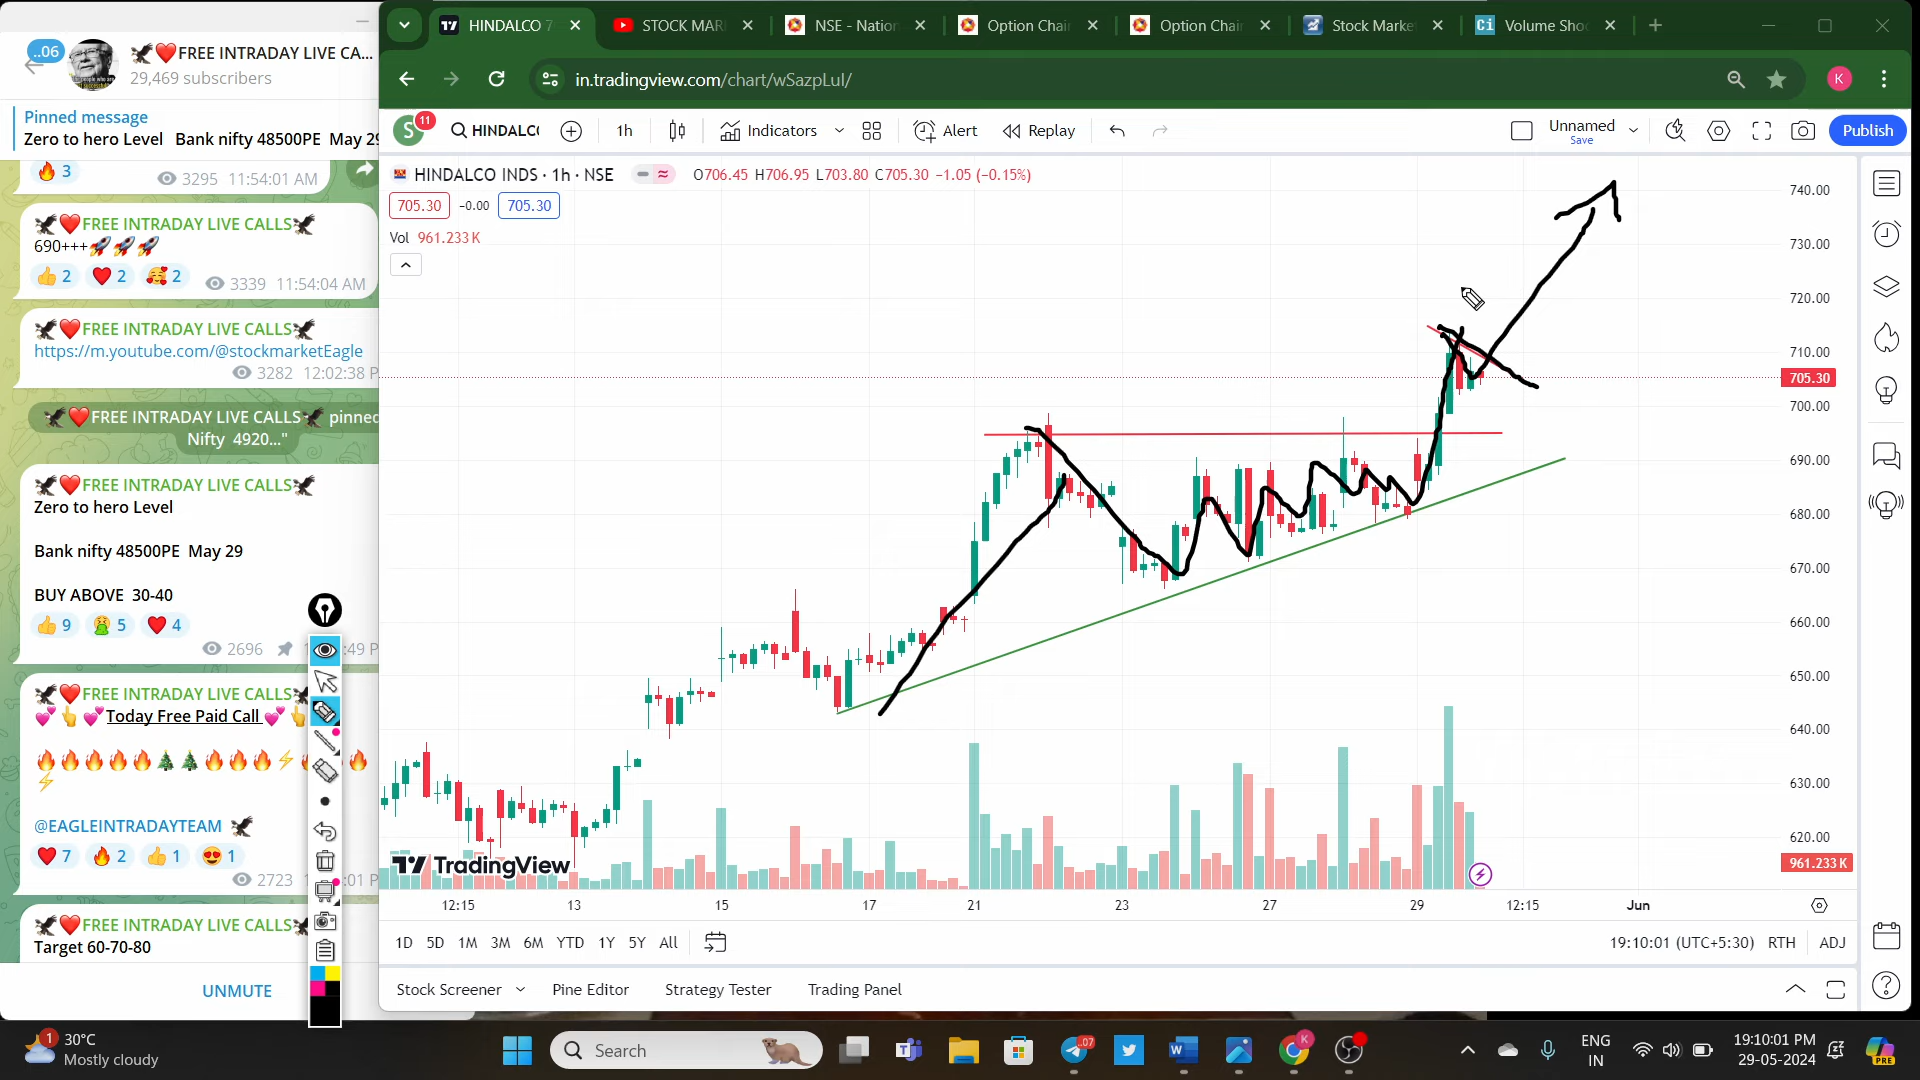 ..06
FREE INTRADAY LIVE CA...
29,469 subscribers
Pinned message
Zero to hero Level Bank nifty 48500PE May 29
3
3295 11:54:01 AM
FREE INTRADAY LIVE CALLS
690+++
2 2 2 3339 11:54:04 AM
FREE INTRADAY LIVE CALLS
https://m.youtube.com/@stockmarketEagle
3282 12:02:38 P
FREE INTRADAY LIVE CALLS pinned
Nifty 4920..."
FREE INTRADAY LIVE CALLS
Zero to hero Level
Bank nifty 48500PE May 29
BUY ABOVE 30-40
9 5 4
2696 :49 P
FREE INTRADAY LIVE CALLS
Today Free Paid Call
@EAGLEINTRADAYTEAM
7 2 1 1
2723 :01 P
FREE INTRADAY LIVE CALLS
Target 60-70-80
UNMUTE
HINDALCO 7
STOCK MAR
NSE - Nation
Option Chai
Option Chai
Stock Marke
Ci Volume Sho
in.tradingview.com/chart/wSazpLuI/
K
S 11 HINDALC 1h Indicators Alert Replay Unnamed Save Publish
HINDALCO INDS · 1h · NSE O706.45 H706.95 L703.80 C705.30 −1.05 (−0.15%)
705.30 −0.00 705.30
Vol 961.233 K
740.00
730.00
720.00
710.00
705.30
700.00
690.00
680.00
670.00
660.00
650.00
640.00
630.00
620.00
961.233 K
TradingView
12:15 13 15 17 21 23 27 29 12:15 Jun
1D 5D 1M 3M 6M YTD 1Y 5Y All 19:10:01 (UTC+5:30) RTH ADJ
Stock Screener Pine Editor Strategy Tester Trading Panel
1 30°C
Mostly cloudy
Search
..07
K
ENG
IN
19:10:01 PM
29-05-2024
PRE